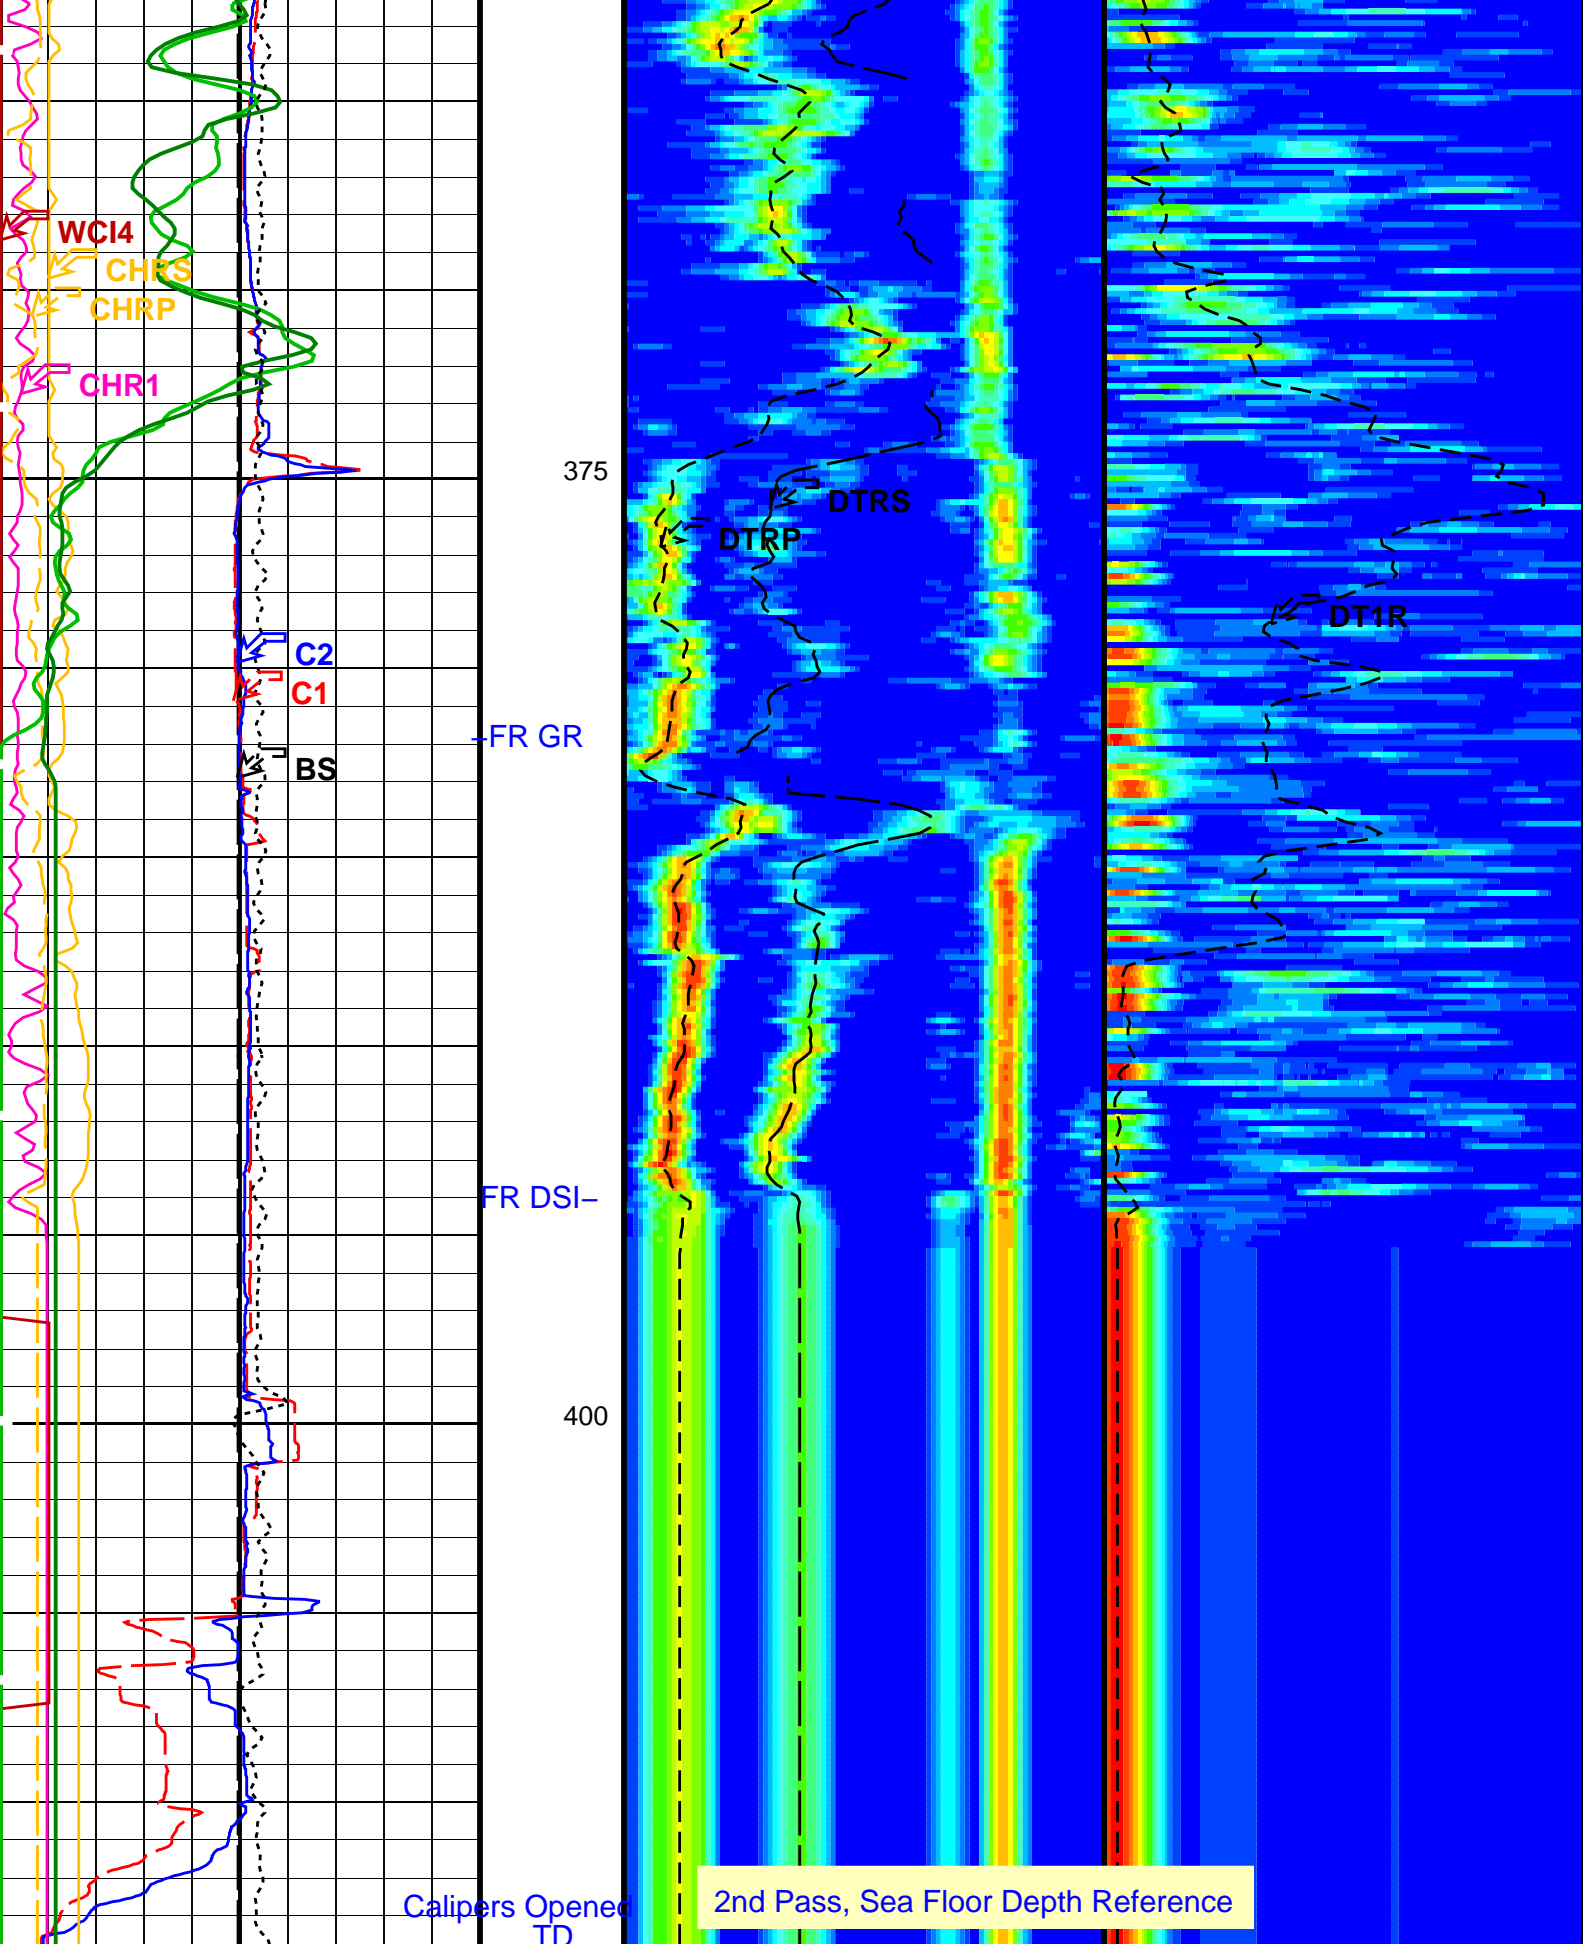 WCI4
CHRS
CHRP
CHR1
375
DTRS
DTRP
DT1R
C2
C1
–FR GR
BS
FR DSI–
400
Calipers Opened
2nd Pass, Sea Floor Depth Reference
TD